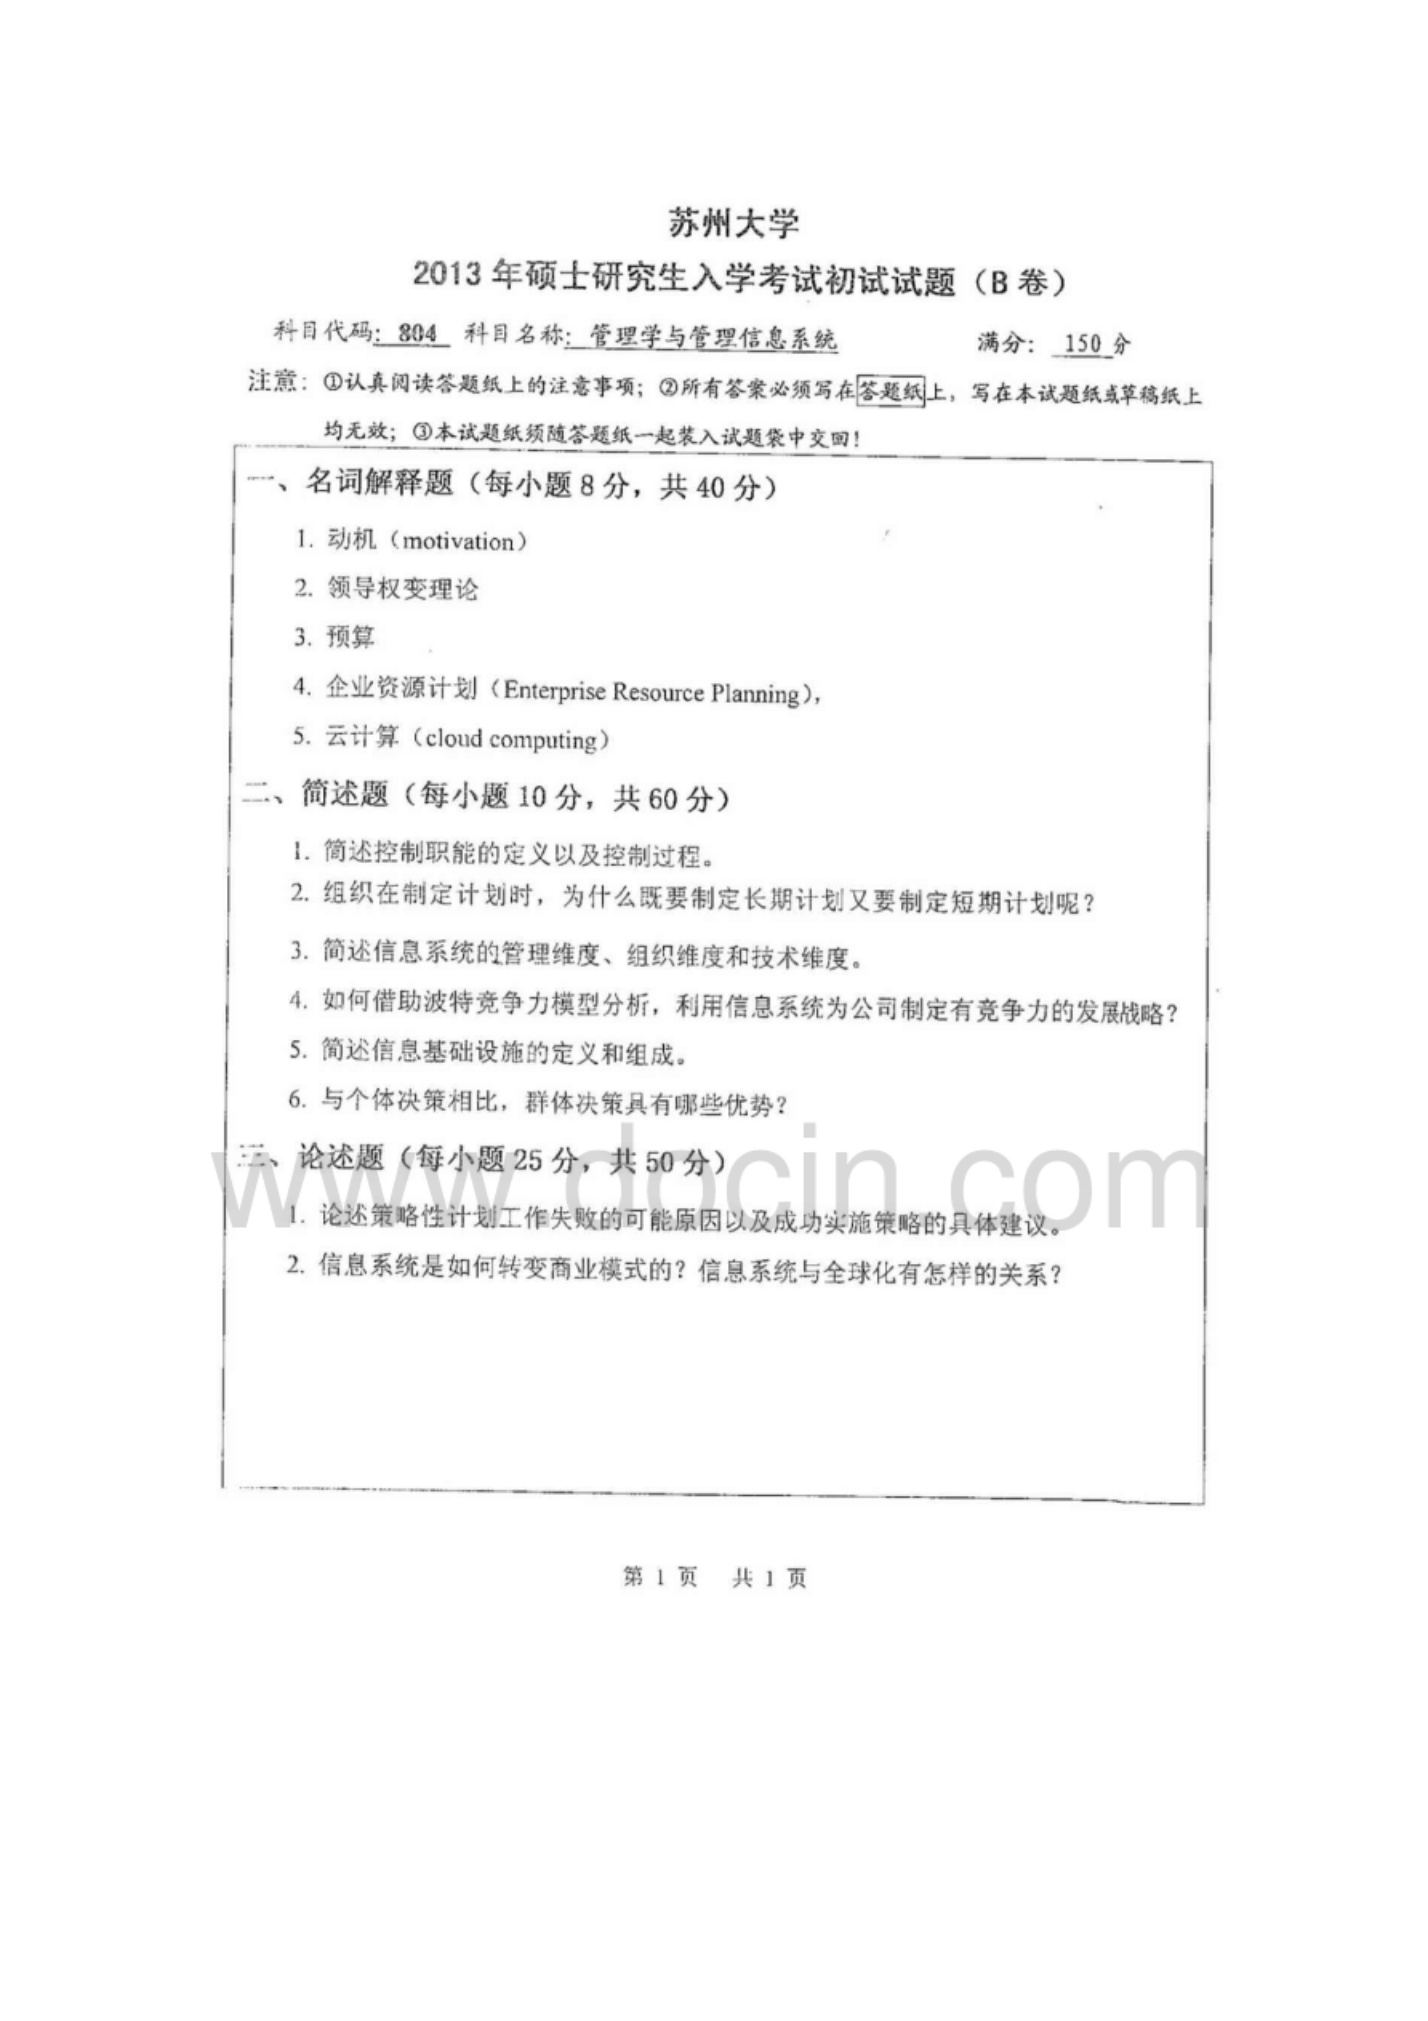 苏州大学
2013 年硕士研究生入学考试初试试题（B 卷）
科目代码：804 科目名称：管理学与管理信息系统 满分：150 分
注意：①认真阅读答题纸上的注意事项；②所有答案必须写在答题纸上，写在本试题纸或草稿纸上
均无效；③本试题纸须随答题纸一起装入试题袋中交回！
一、名词解释题（每小题 8 分，共 40 分）
1. 动机（motivation）
2. 领导权变理论
3. 预算
4. 企业资源计划（Enterprise Resource Planning），
5. 云计算（cloud computing）
二、简述题（每小题 10 分，共 60 分）
1. 简述控制职能的定义以及控制过程。
2. 组织在制定计划时，为什么既要制定长期计划又要制定短期计划呢？
3. 简述信息系统的管理维度、组织维度和技术维度。
4. 如何借助波特竞争力模型分析，利用信息系统为公司制定有竞争力的发展战略？
5. 简述信息基础设施的定义和组成。
6. 与个体决策相比，群体决策具有哪些优势？
三、论述题（每小题 25 分，共 50 分）
www.docin.com
1. 论述策略性计划工作失败的可能原因以及成功实施策略的具体建议。
2. 信息系统是如何转变商业模式的？信息系统与全球化有怎样的关系？
第 1 页 共 1 页